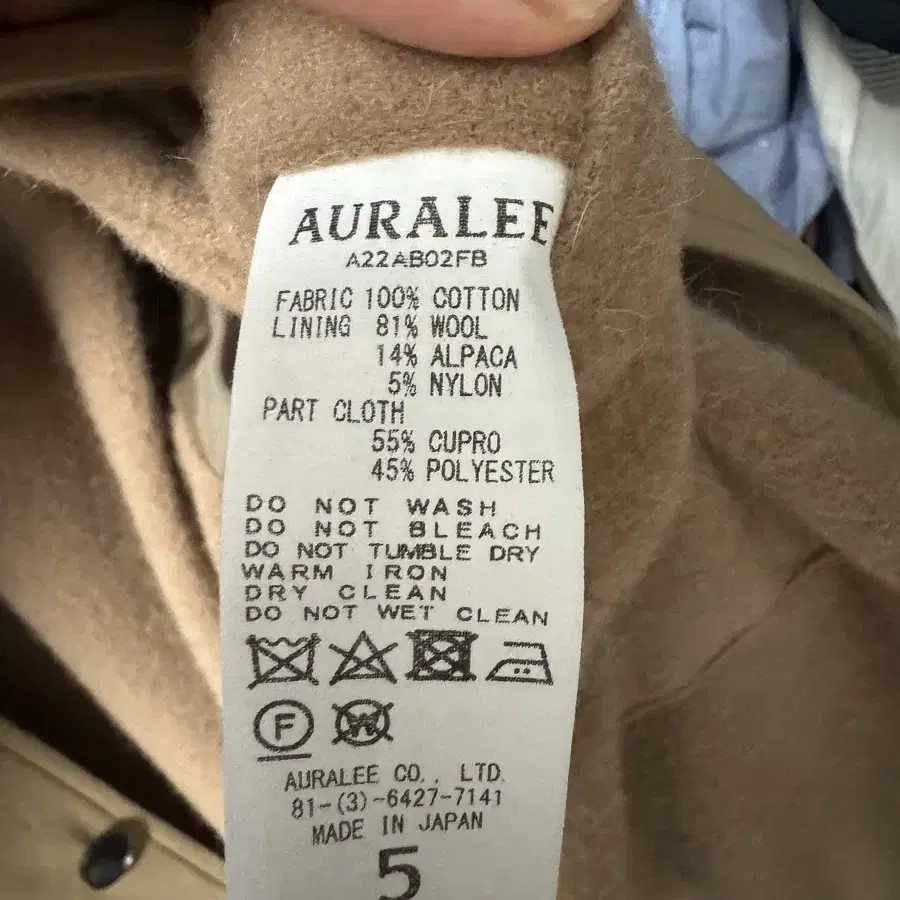 AURALEE
A22AB02FB
FABRIC 100% COTTON
LINING 81% WOOL
14% ALPACA
5% NYLON
PART CLOTH
55% CUPRO
45% POLYESTER
DO NOT WASH
DO NOT BLEACH
DO NOT TUMBLE DRY
WARM IRON
DRY CLEAN
DO NOT WET CLEAN
F W
AURALEE CO., LTD.
81-(3)-6427-7141
MADE IN JAPAN
5